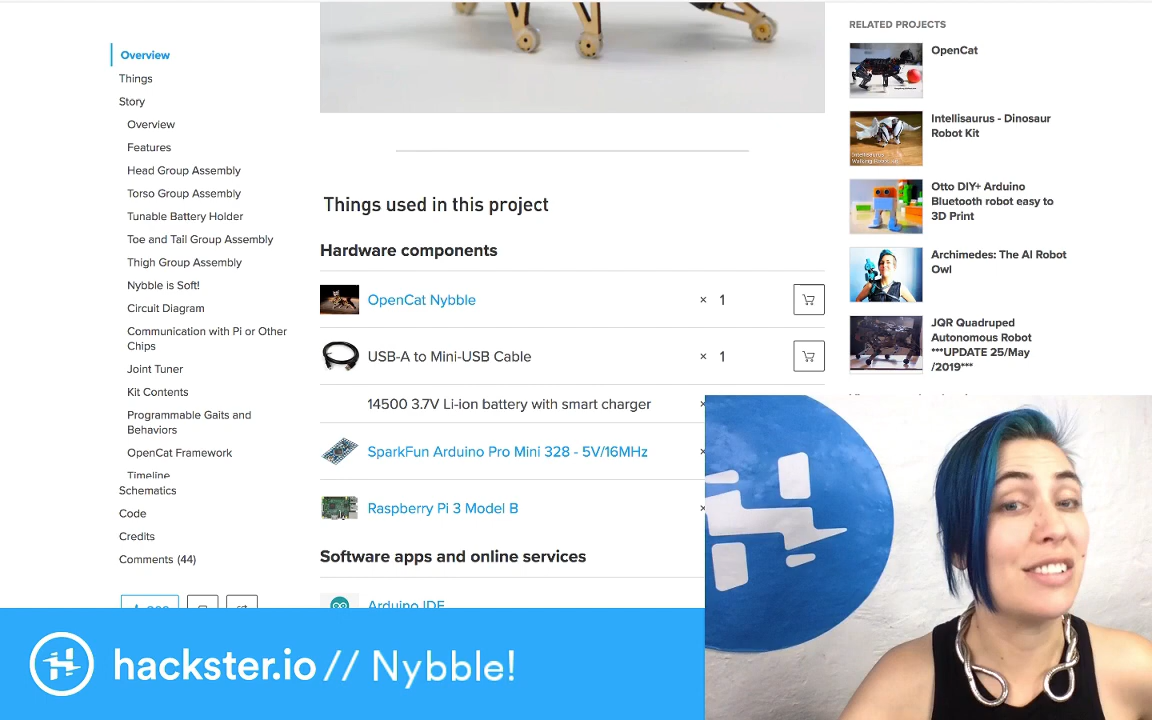 Overview
Things
Story
Overview
Features
Head Group Assembly
Torso Group Assembly
Tunable Battery Holder
Toe and Tail Group Assembly
Thigh Group Assembly
Nybble is Soft!
Circuit Diagram
Communication with Pi or Other
Chips
Joint Tuner
Kit Contents
Programmable Gaits and
Behaviors
OpenCat Framework
Timeline
Schematics
Code
Credits
Comments (44)
Things used in this project
Hardware components
OpenCat Nybble × 1
USB-A to Mini-USB Cable × 1
14500 3.7V Li-ion battery with smart charger ×
SparkFun Arduino Pro Mini 328 - 5V/16MHz ×
Raspberry Pi 3 Model B ×
Software apps and online services
Arduino IDE
RELATED PROJECTS
OpenCat
Intellisaurus - Dinosaur
Robot Kit
Otto DIY+ Arduino
Bluetooth robot easy to
3D Print
Archimedes: The AI Robot
Owl
JQR Quadruped
Autonomous Robot
***UPDATE 25/May
/2019***
hackster.io // Nybble!